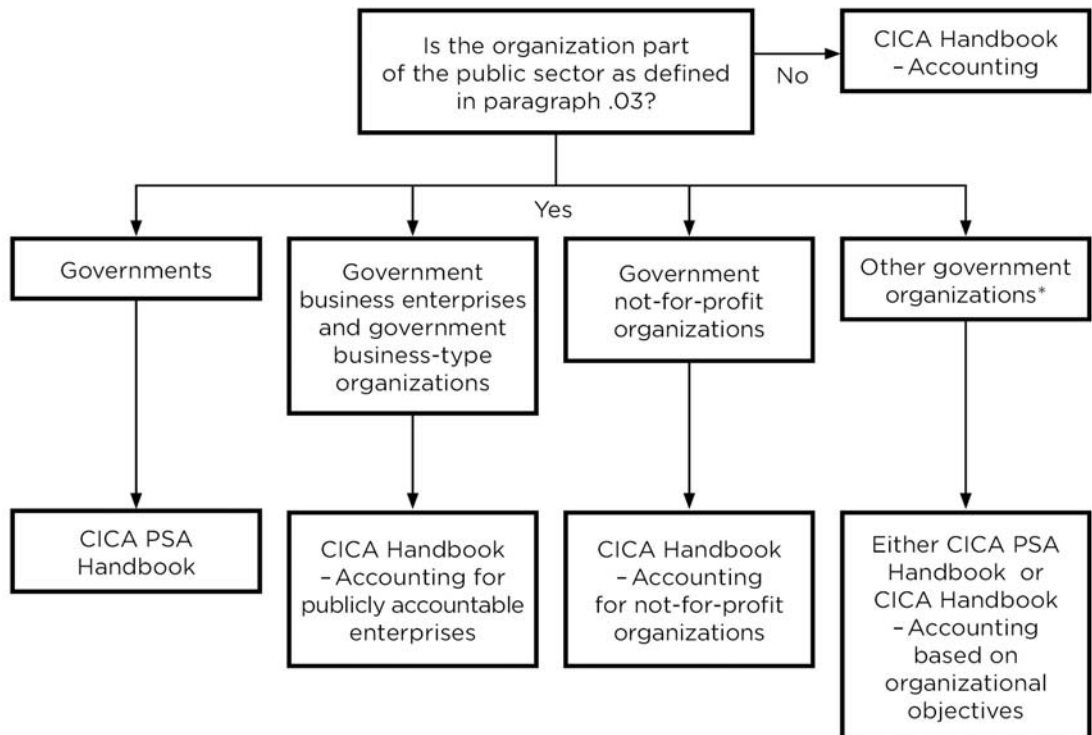 Is the organization part
of the public sector as defined
in paragraph .03?
No
CICA Handbook
– Accounting
Yes
Governments
Government
business enterprises
and government
business-type
organizations
Government
not-for-profit
organizations
Other government
organizations*
CICA PSA
Handbook
CICA Handbook
– Accounting for
publicly accountable
enterprises
CICA Handbook
– Accounting
for not-for-profit
organizations
Either CICA PSA
Handbook or
CICA Handbook
– Accounting
based on
organizational
objectives